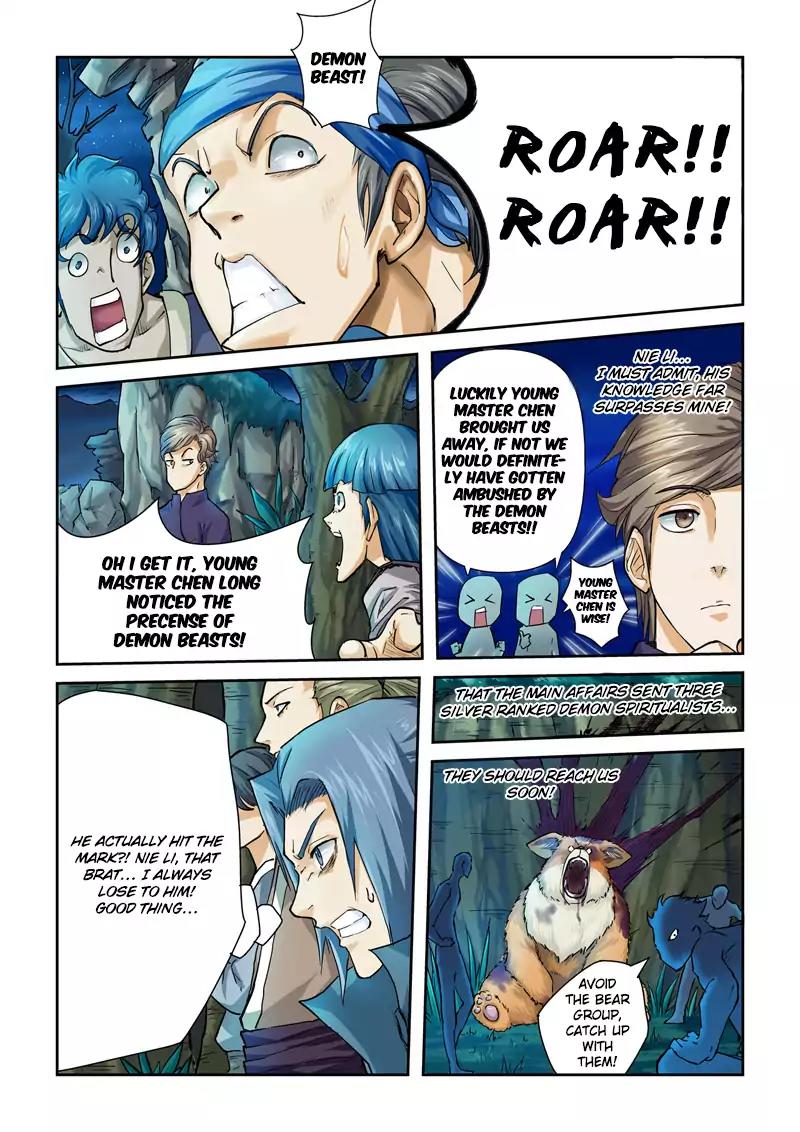 DEMON
BEAST!
ROAR!!
ROAR!!
OH I GET IT, YOUNG
MASTER CHEN LONG
NOTICED THE
PRECENSE OF
DEMON BEASTS!
NIE LI...
I MUST ADMIT, HIS
KNOWLEDGE FAR
SURPASSES MINE!
LUCKILY YOUNG
MASTER CHEN
BROUGHT US
AWAY, IF NOT WE
WOULD DEFINITE-
LY HAVE GOTTEN
AMBUSHED BY
THE DEMON
BEASTS!!
YOUNG
MASTER
CHEN IS
WISE!
HE ACTUALLY HIT THE
MARK?! NIE LI, THAT
BRAT... I ALWAYS
LOSE TO HIM!
GOOD THING...
THAT THE MAIN AFFAIRS SENT THREE
SILVER RANKED DEMON SPIRITUALISTS...
THEY SHOULD REACH US
SOON!
AVOID
THE BEAR
GROUP,
CATCH UP
WITH
THEM!